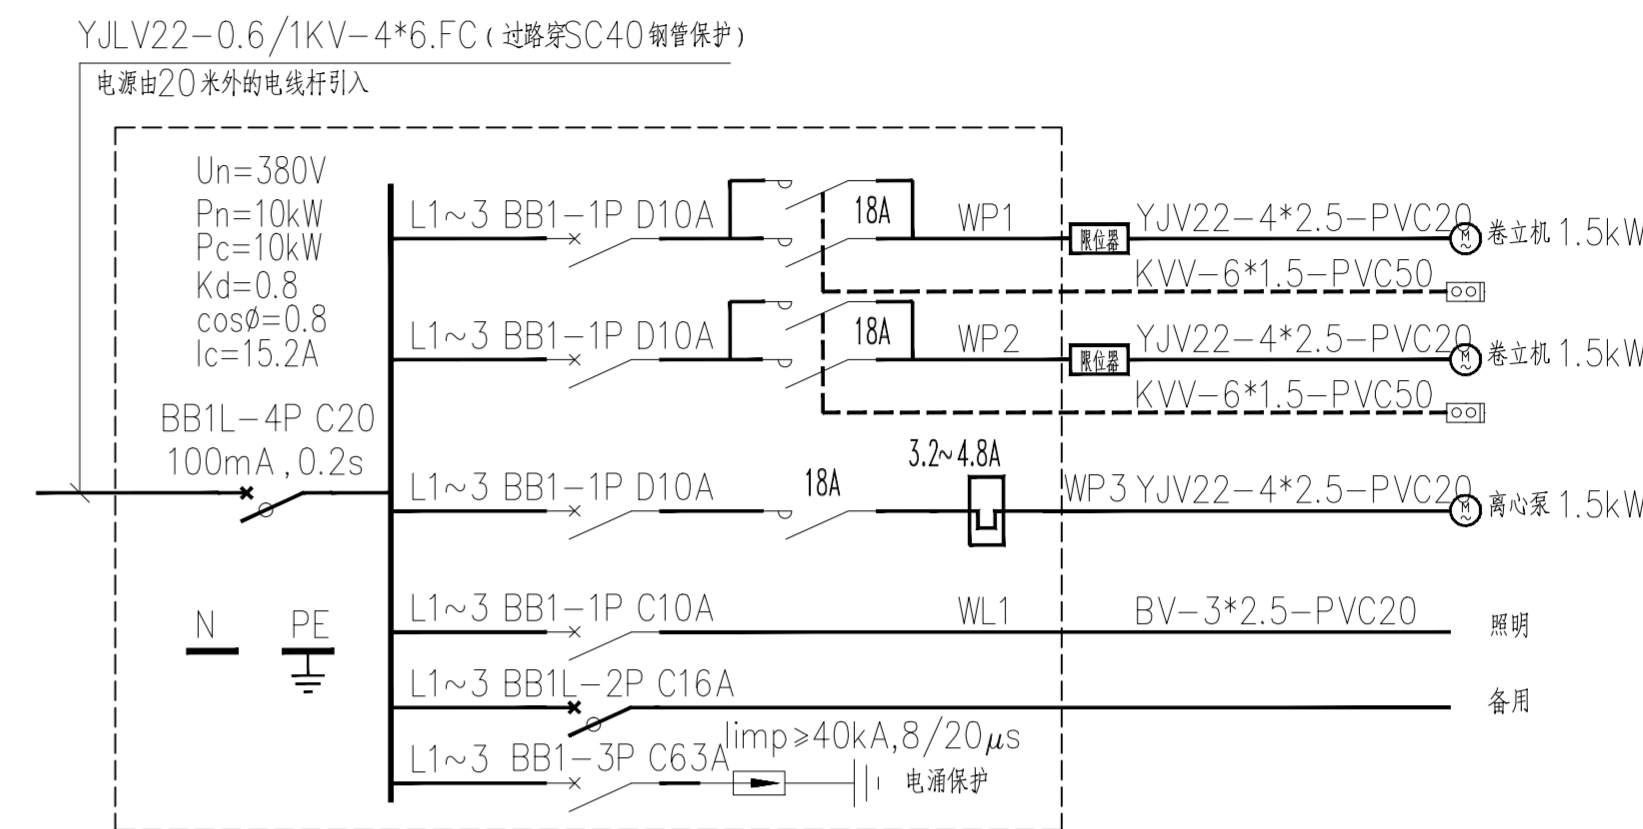 YJLV22-0.6/1KV-4*6.FC(过路穿SC40钢管保护)
电源由20米外的电线杆引入
Un=380V
Pn=10kW
Pc=10kW
Kd=0.8
cosø=0.8
Ic=15.2A
BB1L-4P C20
100mA,0.2s
N PE
L1~3 BB1-1P D10A 18A WP1 限位器 YJV22-4*2.5-PVC20 M~ 卷立机 1.5kW
KVV-6*1.5-PVC50
L1~3 BB1-1P D10A 18A WP2 限位器 YJV22-4*2.5-PVC20 M~ 卷立机 1.5kW
KVV-6*1.5-PVC50
3.2~4.8A
L1~3 BB1-1P D10A 18A WP3 YJV22-4*2.5-PVC20 M~ 离心泵 1.5kW
L1~3 BB1-1P C10A WL1 BV-3*2.5-PVC20 照明
L1~3 BB1L-2P C16A 备用
L1~3 BB1-3P C63A Iimp≥40kA,8/20μs
电涌保护